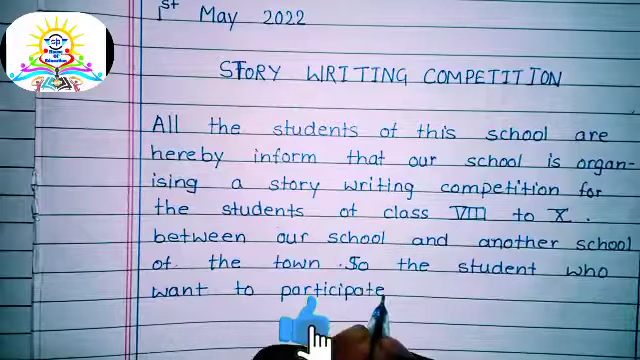 1st May 2022
STORY WRITING COMPETITION
All the students of this school are
hereby inform that our school is organ-
ising a story writing competition for
the students of class VIII to X.
between our school and another school
of the town. So the student who
want to participate